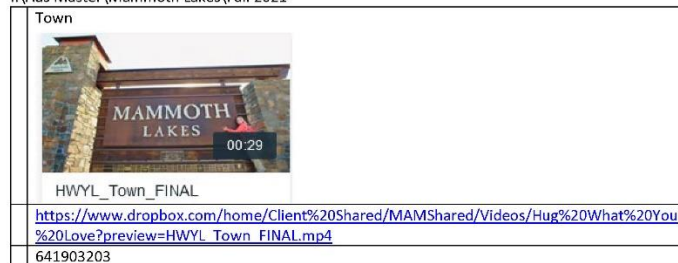 Town
MAMMOTH
LAKES
00:29
HWYL_Town_FINAL
https://www.dropbox.com/home/Client%20Shared/MAMShared/Videos/Hug%20What%20You
%20Love?preview=HWYL_Town_FINAL.mp4
641903203